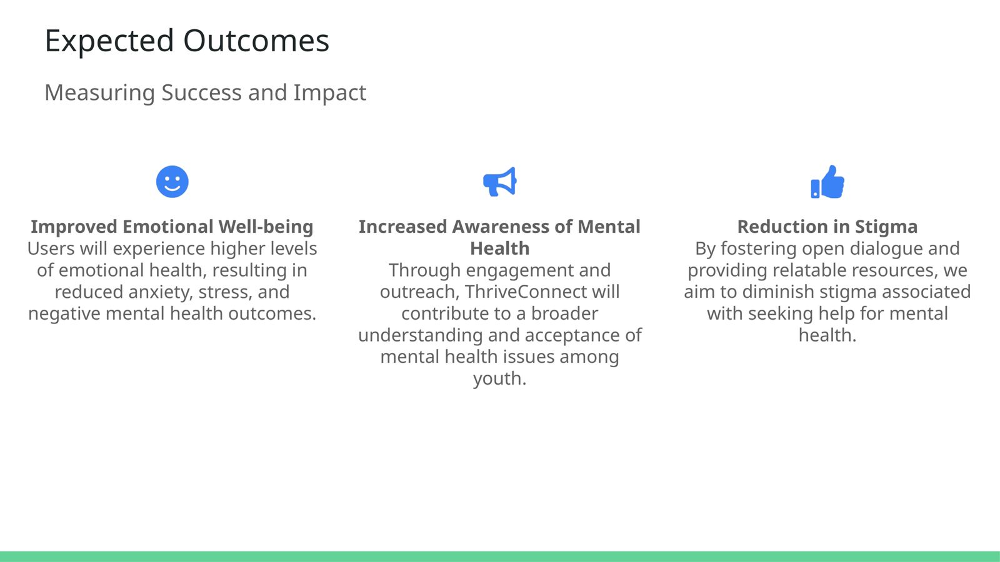 Expected Outcomes
Measuring Success and Impact
Improved Emotional Well-being
Users will experience higher levels
of emotional health, resulting in
reduced anxiety, stress, and
negative mental health outcomes.
Increased Awareness of Mental
Health
Through engagement and
outreach, ThriveConnect will
contribute to a broader
understanding and acceptance of
mental health issues among
youth.
Reduction in Stigma
By fostering open dialogue and
providing relatable resources, we
aim to diminish stigma associated
with seeking help for mental
health.